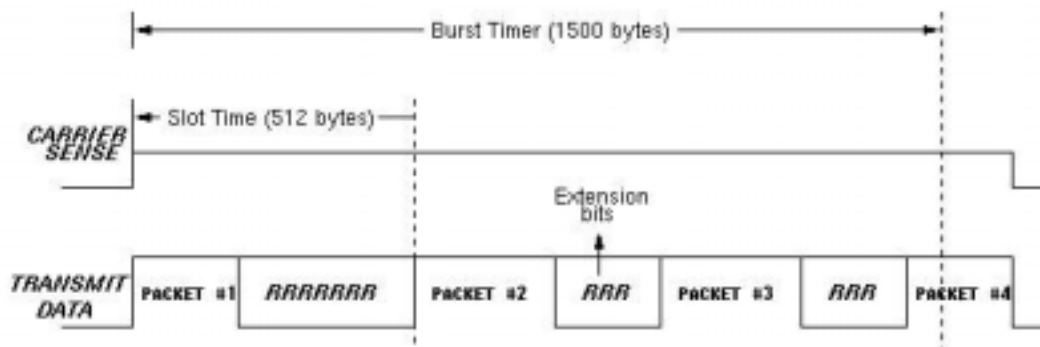 Burst Timer (1500 bytes)
Slot Time (512 bytes)
CARRIER
SENSE
Extension
bits
TRANSMIT
DATA
PACKET #1
RRRRRRR
PACKET #2
RRR
PACKET #3
RRR
PACKET #4